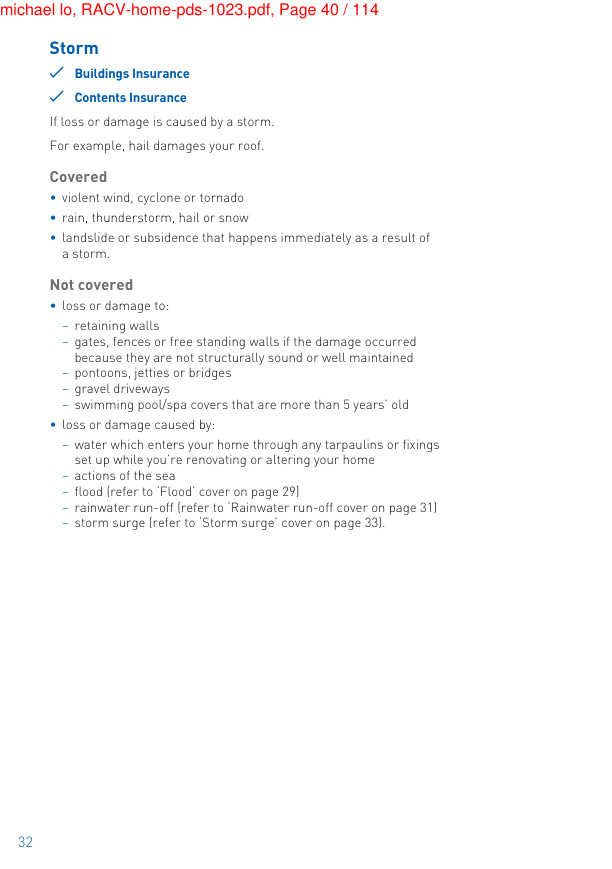 michael lo, RACV-home-pds-1023.pdf, Page 40 / 114
Storm
✓ Buildings Insurance
✓ Contents Insurance
If loss or damage is caused by a storm.
For example, hail damages your roof.
Covered
• violent wind, cyclone or tornado
• rain, thunderstorm, hail or snow
• landslide or subsidence that happens immediately as a result of
a storm.
Not covered
• loss or damage to:
– retaining walls
– gates, fences or free standing walls if the damage occurred
because they are not structurally sound or well maintained
– pontoons, jetties or bridges
– gravel driveways
– swimming pool/spa covers that are more than 5 years' old
• loss or damage caused by:
– water which enters your home through any tarpaulins or fixings
set up while you're renovating or altering your home
– actions of the sea
– flood (refer to 'Flood' cover on page 29)
– rainwater run-off (refer to 'Rainwater run-off cover on page 31)
– storm surge (refer to 'Storm surge' cover on page 33).
32